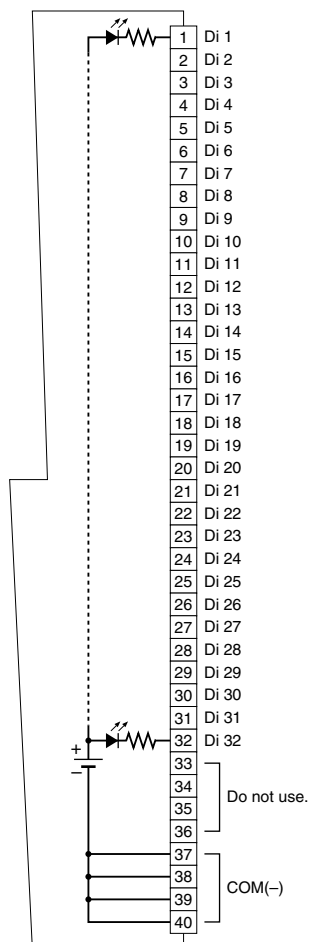 1 Di 1
2 Di 2
3 Di 3
4 Di 4
5 Di 5
6 Di 6
7 Di 7
8 Di 8
9 Di 9
10 Di 10
11 Di 11
12 Di 12
13 Di 13
14 Di 14
15 Di 15
16 Di 16
17 Di 17
18 Di 18
19 Di 19
20 Di 20
21 Di 21
22 Di 22
23 Di 23
24 Di 24
25 Di 25
26 Di 26
27 Di 27
28 Di 28
29 Di 29
30 Di 30
31 Di 31
32 Di 32
+
−
33
34
Do not use.
35
36
37
38
COM(−)
39
40